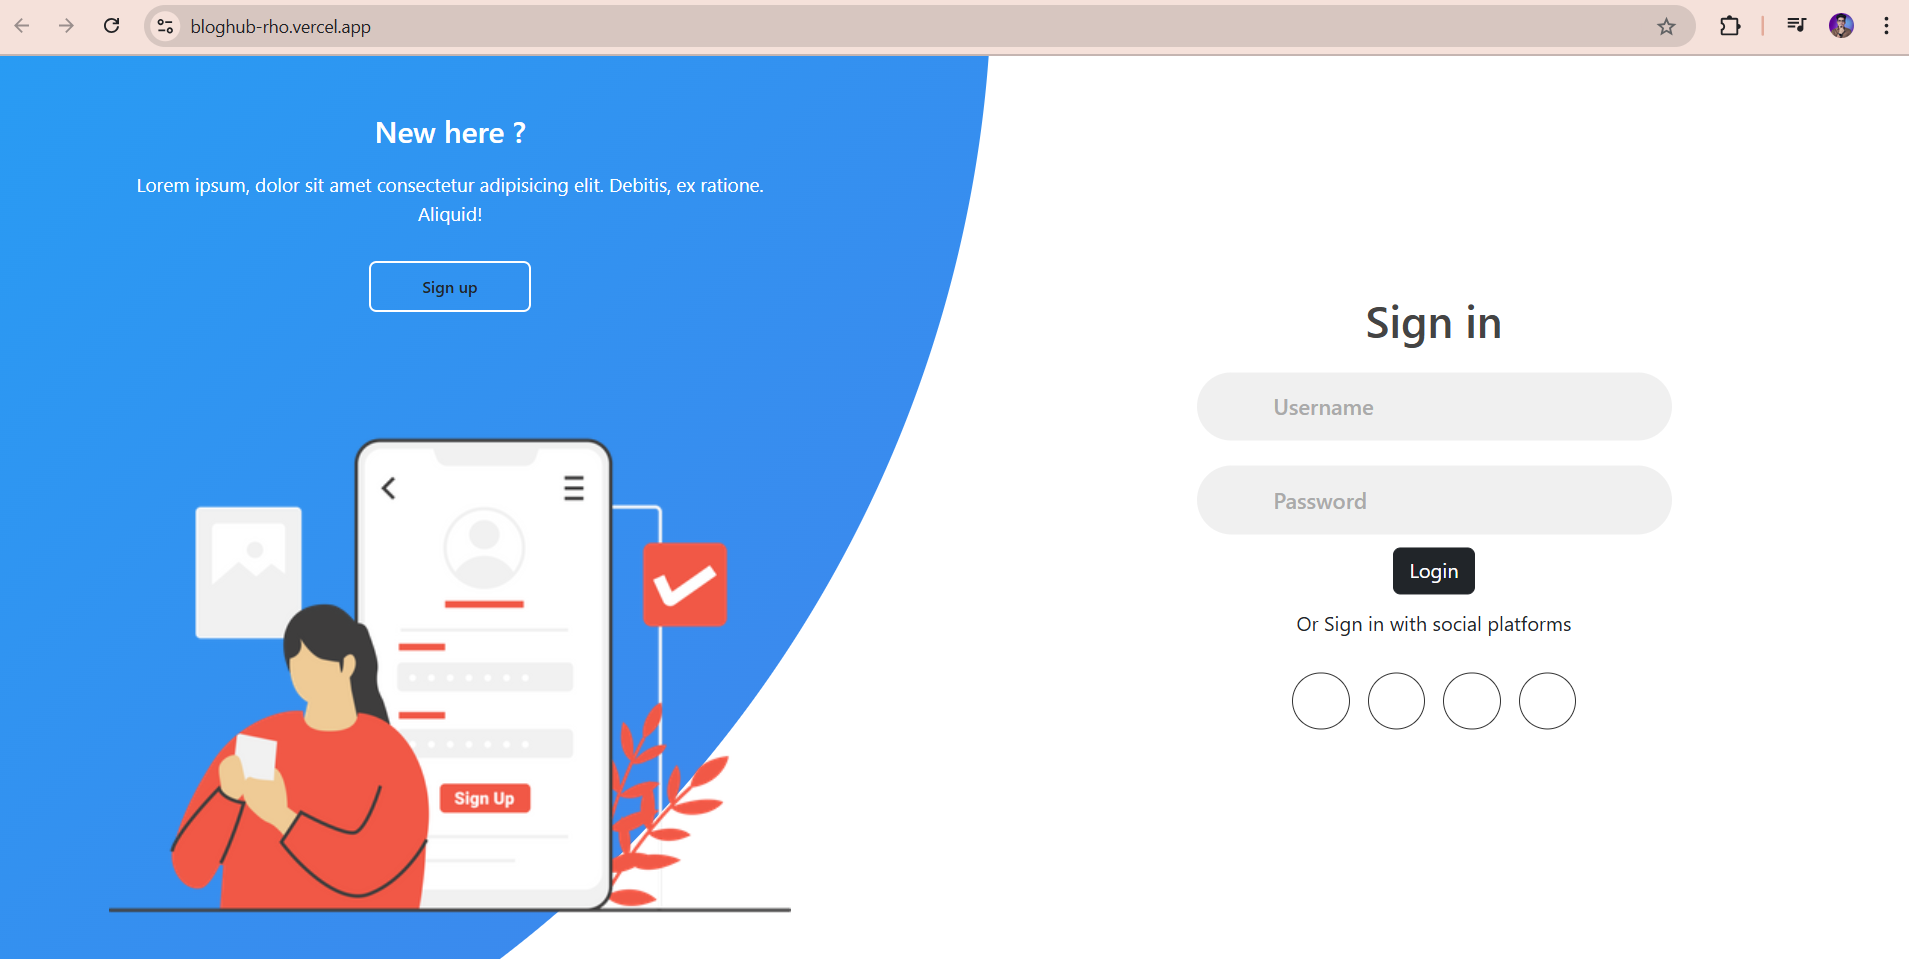 bloghub-rho.vercel.app
New here ?
Lorem ipsum, dolor sit amet consectetur adipisicing elit. Debitis, ex ratione.
Aliquid!
Sign up
Sign in
Username
Password
Login
Or Sign in with social platforms
Sign Up